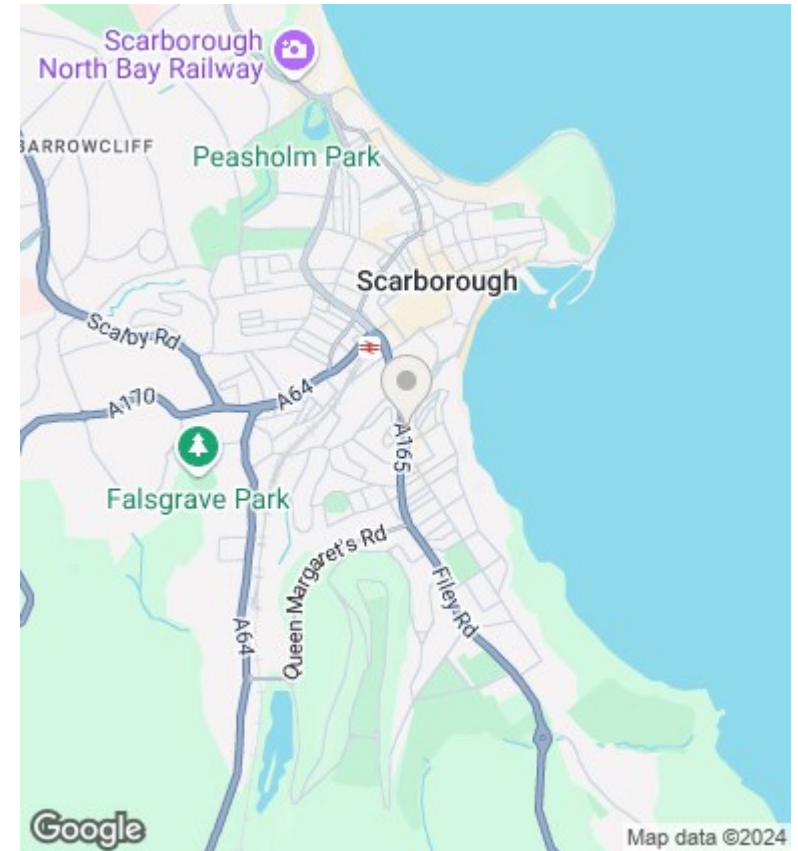 Scarborough
North Bay Railway
BARROWCLIFF
Peasholm Park
Scarborough
Scalby Rd
A64
A170
A165
Falsgrave Park
Queen Margaret's Rd
Filey Rd
A64
Google
Map data ©2024